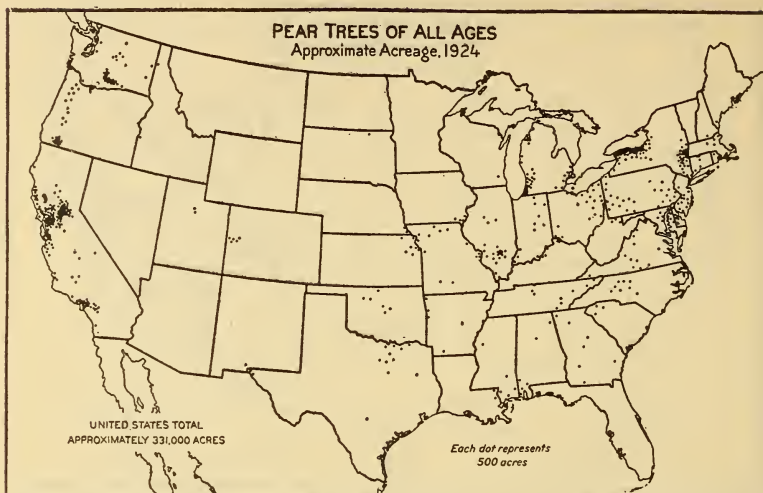 PEAR TREES OF ALL AGES
Approximate Acreage, 1924
UNITED STATES TOTAL
APPROXIMATELY 331,000 ACRES
Each dot represents
500 acres